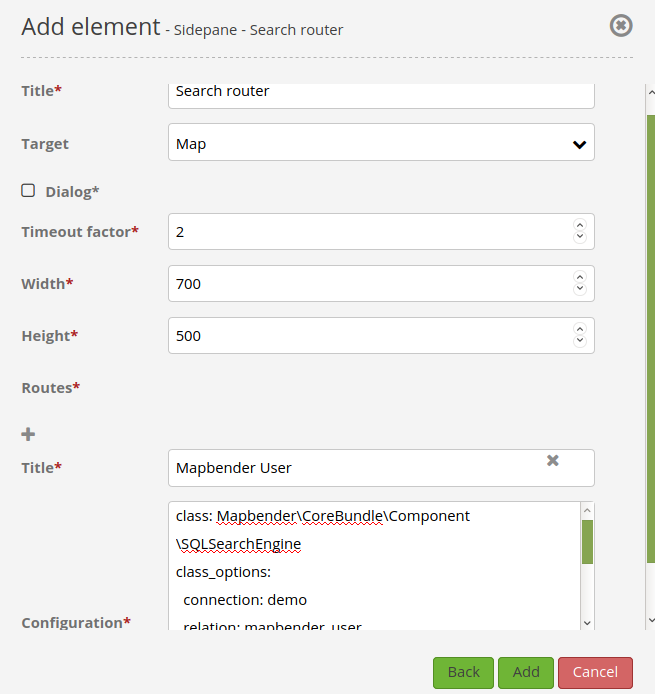 Add element - Sidepane - Search router
Title* Search router
Target Map
Dialog*
Timeout factor* 2
Width* 700
Height* 500
Routes*
Title* Mapbender User
class: Mapbender\CoreBundle\Component
\SQLSearchEngine
class_options:
connection: demo
relation: mapbender_user
Configuration*
Back Add Cancel